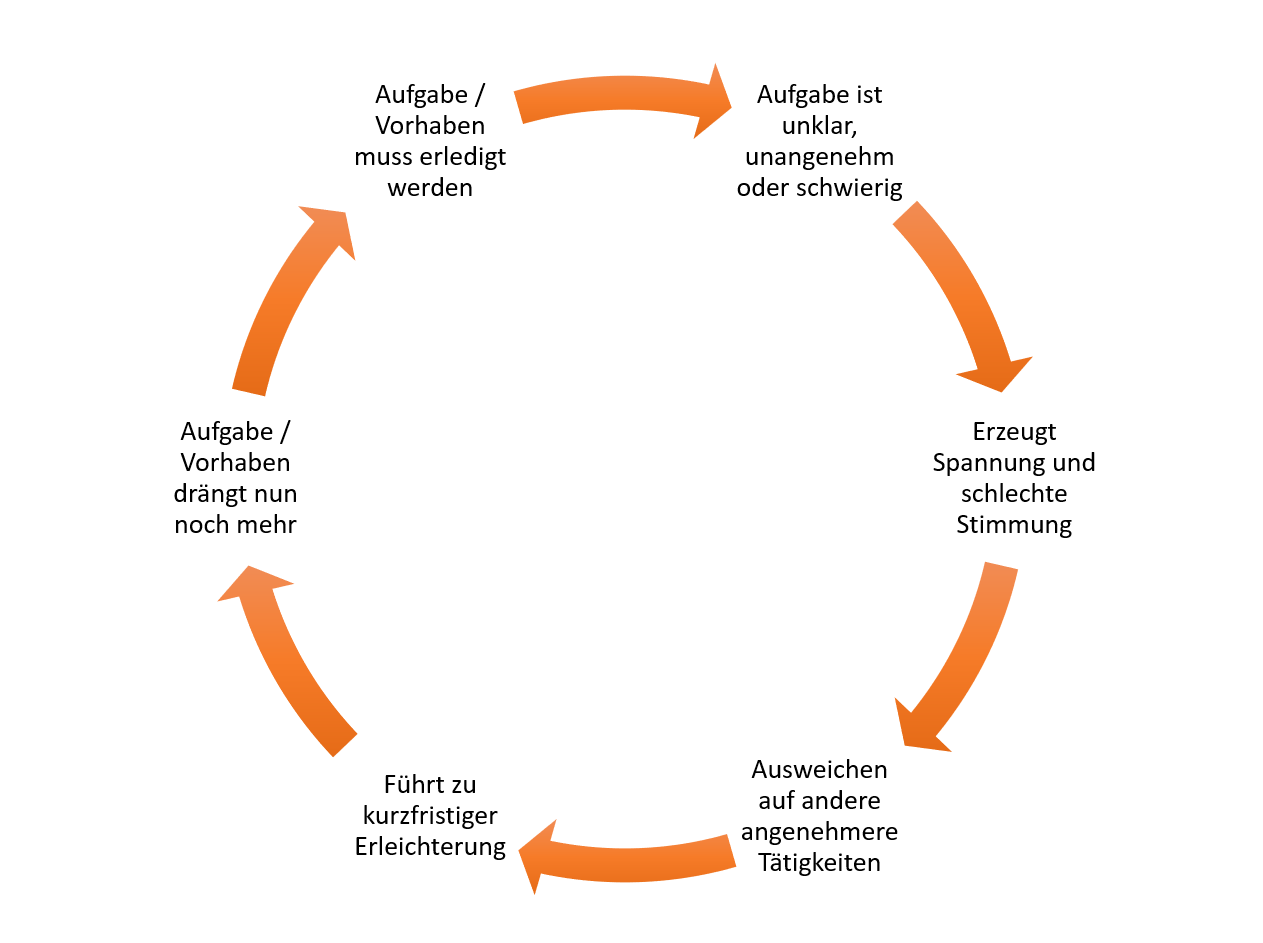 Aufgabe /
Vorhaben
muss erledigt
werden
Aufgabe ist
unklar,
unangenehm
oder schwierig
Erzeugt
Spannung und
schlechte
Stimmung
Ausweichen
auf andere
angenehmere
Tätigkeiten
Führt zu
kurzfristiger
Erleichterung
Aufgabe /
Vorhaben
drängt nun
noch mehr